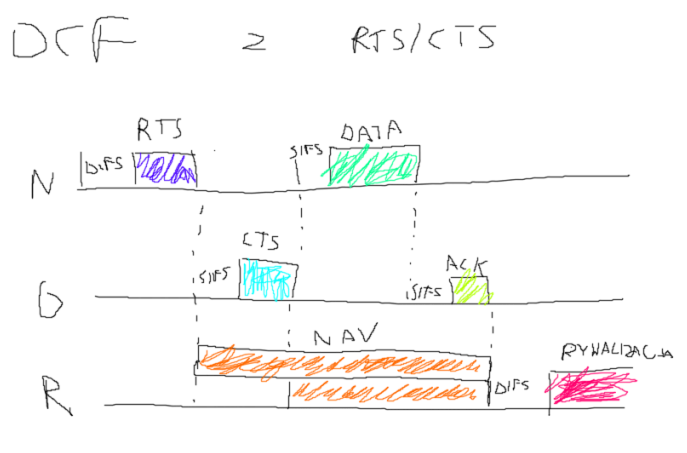 DCF z RTS/CTS
RTS
DIFS
SIFS
DATA
N
CTS
SIFS
ACK
SIFS
O
NAV
RYWALIZACJA
DIFS
R